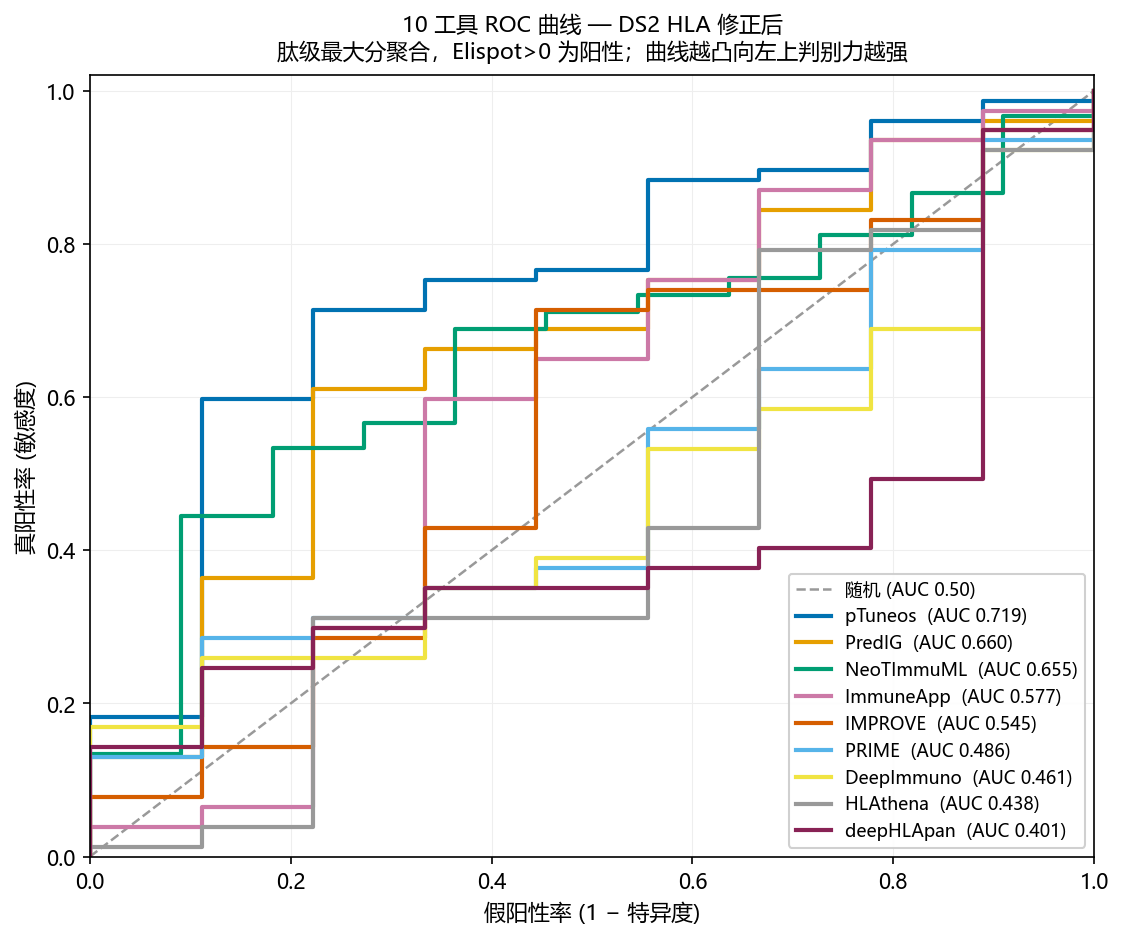 10 工具 ROC 曲线 — DS2 HLA 修正后
肽级最大分聚合，Elispot>0 为阳性；曲线越凸向左上判别力越强
真阳性率 (敏感度)
1.0
0.8
0.6
0.4
0.2
0.0
0.0 0.2 0.4 0.6 0.8 1.0
假阳性率 (1 − 特异度)
随机 (AUC 0.50)
pTuneos (AUC 0.719)
PredIG (AUC 0.660)
NeoTImmuML (AUC 0.655)
ImmuneApp (AUC 0.577)
IMPROVE (AUC 0.545)
PRIME (AUC 0.486)
DeepImmuno (AUC 0.461)
HLAthena (AUC 0.438)
deepHLApan (AUC 0.401)